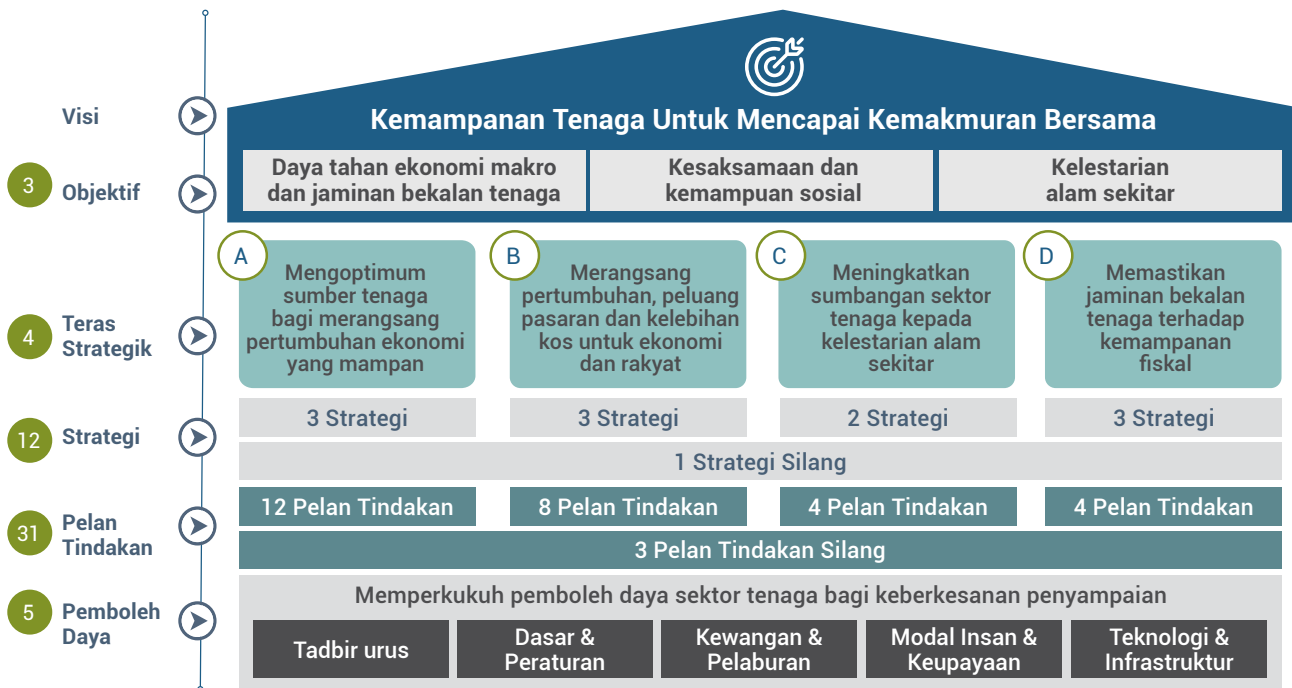 Visi
Kemampanan Tenaga Untuk Mencapai Kemakmuran Bersama
3
Objektif
Daya tahan ekonomi makro
dan jaminan bekalan tenaga
Kesaksamaan dan
kemampuan sosial
Kelestarian
alam sekitar
4
Teras
Strategik
A
Mengoptimum
sumber tenaga
bagi merangsang
pertumbuhan ekonomi
yang mampan
B
Merangsang
pertumbuhan, peluang
pasaran dan kelebihan
kos untuk ekonomi
dan rakyat
C
Meningkatkan
sumbangan sektor
tenaga kepada
kelestarian alam
sekitar
D
Memastikan
jaminan bekalan
tenaga terhadap
kemampanan
fiskal
12
Strategi
3 Strategi
3 Strategi
2 Strategi
3 Strategi
1 Strategi Silang
31
Pelan
Tindakan
12 Pelan Tindakan
8 Pelan Tindakan
4 Pelan Tindakan
4 Pelan Tindakan
3 Pelan Tindakan Silang
5
Pemboleh
Daya
Memperkukuh pemboleh daya sektor tenaga bagi keberkesanan penyampaian
Tadbir urus
Dasar &
Peraturan
Kewangan &
Pelaburan
Modal Insan &
Keupayaan
Teknologi &
Infrastruktur